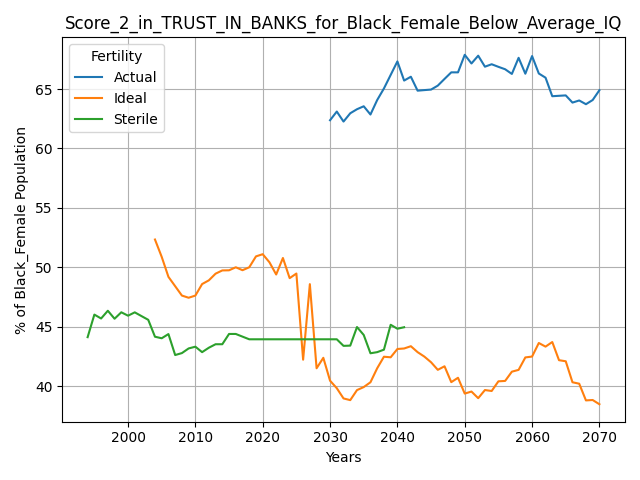 Score_2_in_TRUST_IN_BANKS_for_Black_Female_Below_Average_IQ
Fertility
Actual
Ideal
Sterile
% of Black_Female Population
65
60
55
50
45
40
2000
2010
2020
2030
2040
2050
2060
2070
Years